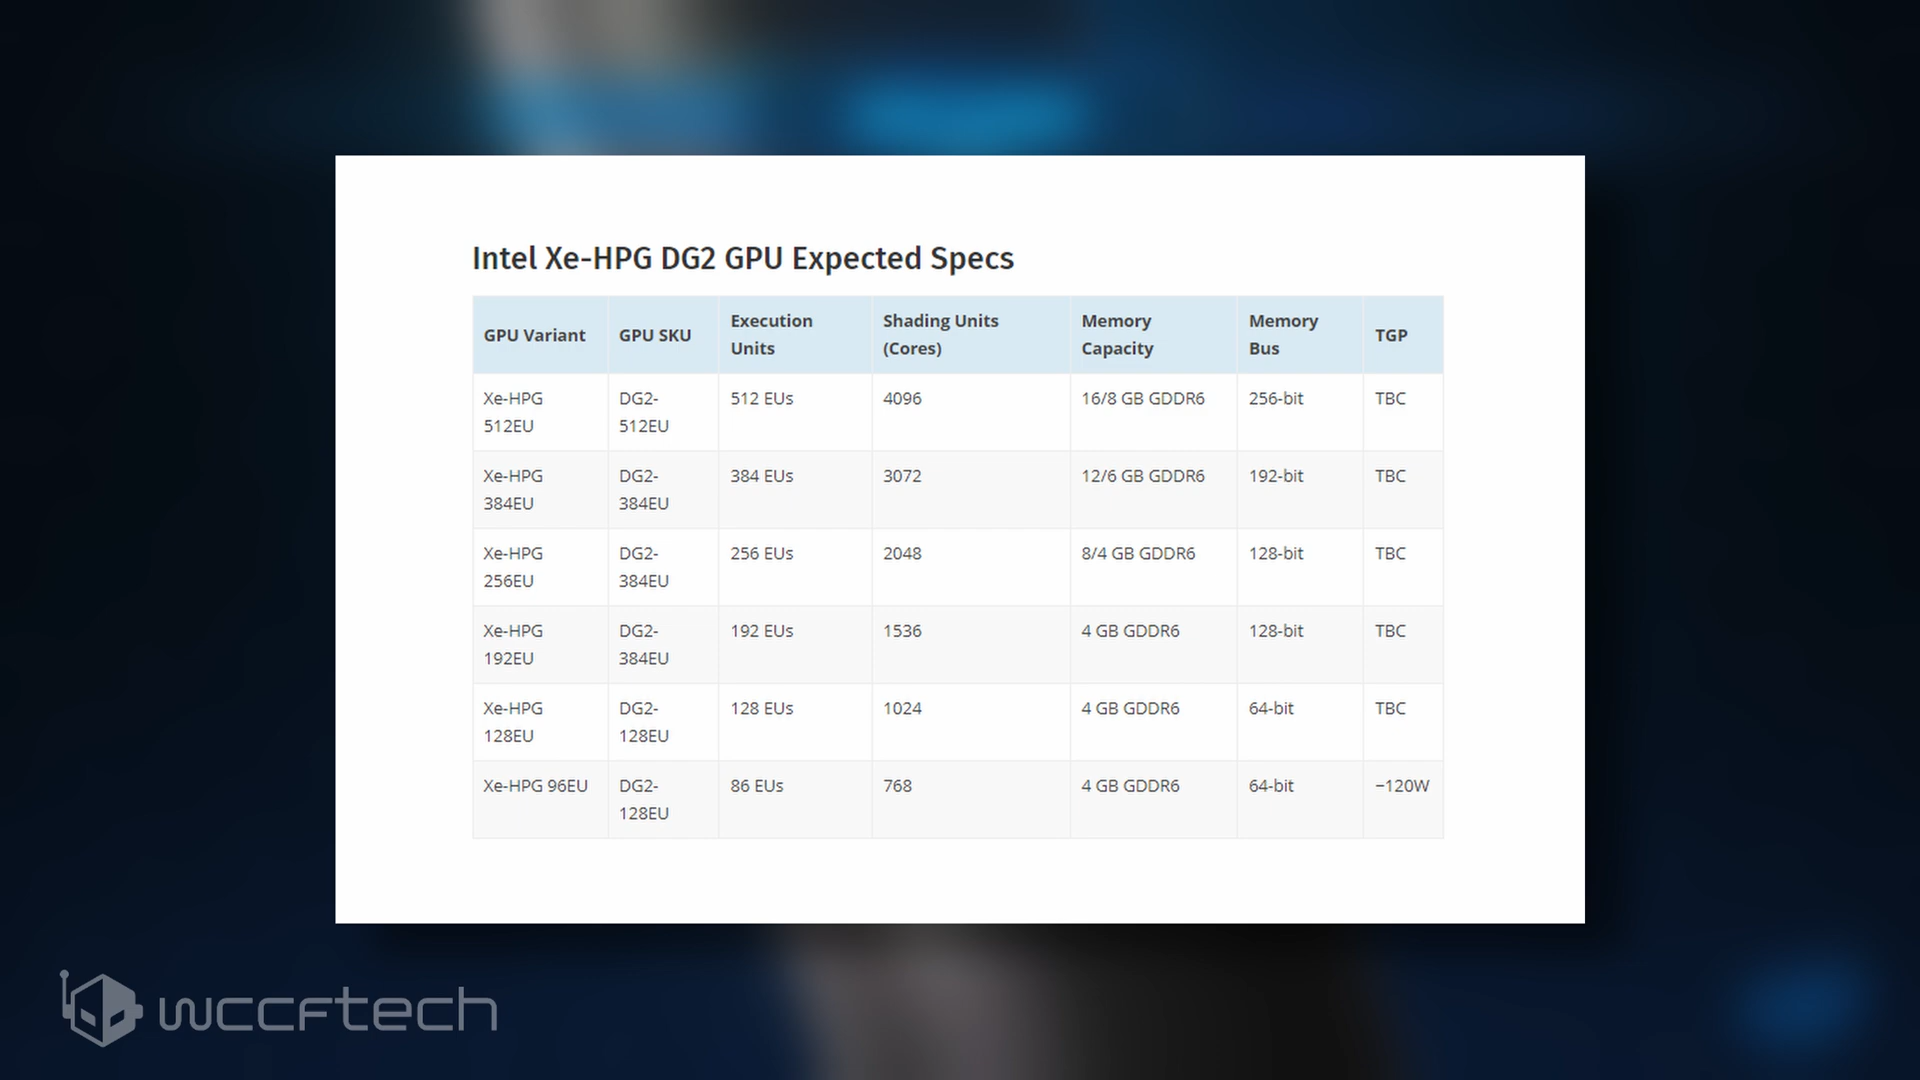 Intel Xe-HPG DG2 GPU Expected Specs
GPU Variant GPU SKU Execution Units Shading Units (Cores) Memory Capacity Memory Bus TGP
Xe-HPG 512EU DG2-512EU 512 EUs 4096 16/8 GB GDDR6 256-bit TBC
Xe-HPG 384EU DG2-384EU 384 EUs 3072 12/6 GB GDDR6 192-bit TBC
Xe-HPG 256EU DG2-384EU 256 EUs 2048 8/4 GB GDDR6 128-bit TBC
Xe-HPG 192EU DG2-384EU 192 EUs 1536 4 GB GDDR6 128-bit TBC
Xe-HPG 128EU DG2-128EU 128 EUs 1024 4 GB GDDR6 64-bit TBC
Xe-HPG 96EU DG2-128EU 86 EUs 768 4 GB GDDR6 64-bit ~120W
wccftech